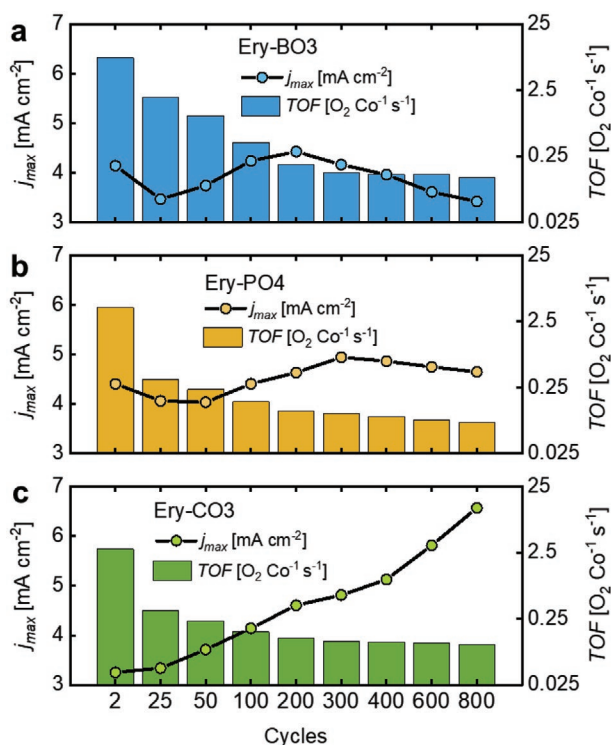 a
7
6
5
4
3
j_max [mA cm⁻²]
Ery-BO3
j_max [mA cm⁻²]
TOF [O₂ Co⁻¹ s⁻¹]
25
2.5
0.25
0.025
TOF [O₂ Co⁻¹ s⁻¹]
b
7
6
5
4
3
j_max [mA cm⁻²]
Ery-PO4
j_max [mA cm⁻²]
TOF [O₂ Co⁻¹ s⁻¹]
25
2.5
0.25
0.025
TOF [O₂ Co⁻¹ s⁻¹]
c
7
6
5
4
3
j_max [mA cm⁻²]
Ery-CO3
j_max [mA cm⁻²]
TOF [O₂ Co⁻¹ s⁻¹]
25
2.5
0.25
0.025
TOF [O₂ Co⁻¹ s⁻¹]
2 25 50 100 200 300 400 600 800
Cycles